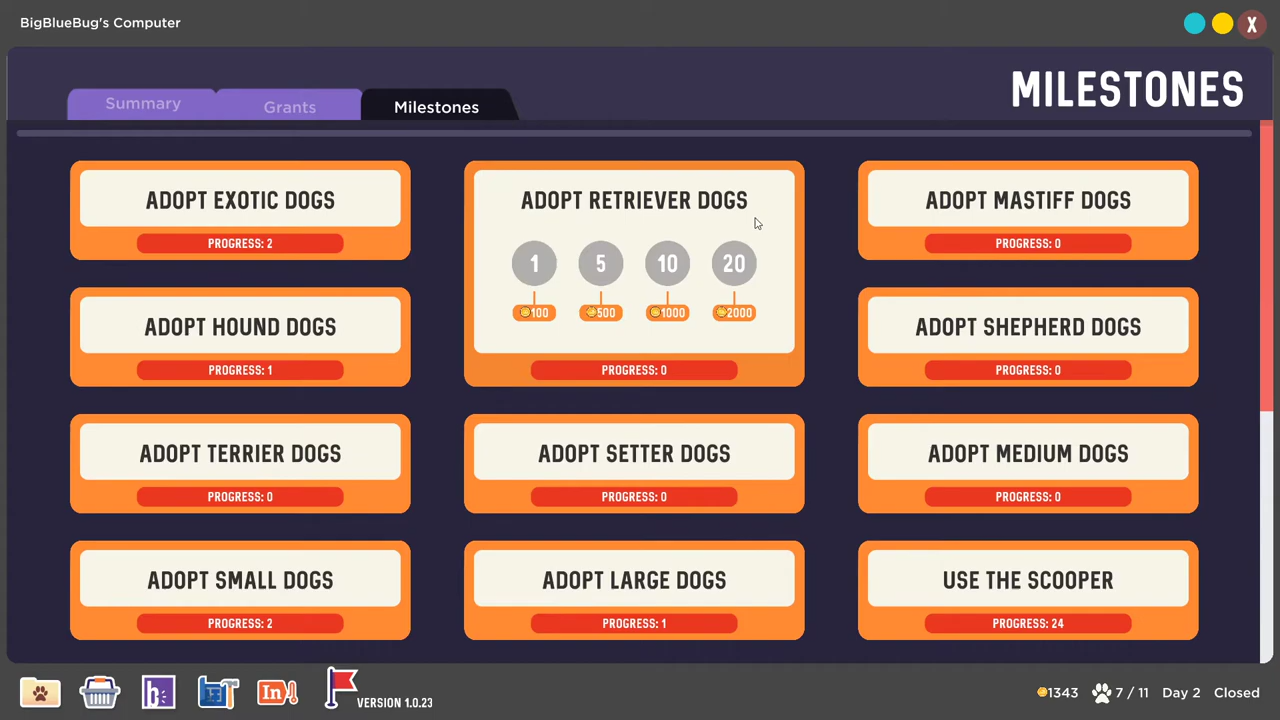 BigBlueBug's Computer
X
Summary
Grants
Milestones
MILESTONES
ADOPT EXOTIC DOGS
PROGRESS: 2
ADOPT RETRIEVER DOGS
1 5 10 20
100 500 1000 2000
PROGRESS: 0
ADOPT MASTIFF DOGS
PROGRESS: 0
ADOPT HOUND DOGS
PROGRESS: 1
ADOPT SHEPHERD DOGS
PROGRESS: 0
ADOPT TERRIER DOGS
PROGRESS: 0
ADOPT SETTER DOGS
PROGRESS: 0
ADOPT MEDIUM DOGS
PROGRESS: 0
ADOPT SMALL DOGS
PROGRESS: 2
ADOPT LARGE DOGS
PROGRESS: 1
USE THE SCOOPER
PROGRESS: 24
b
In
VERSION 1.0.23
1343
7 / 11
Day 2
Closed